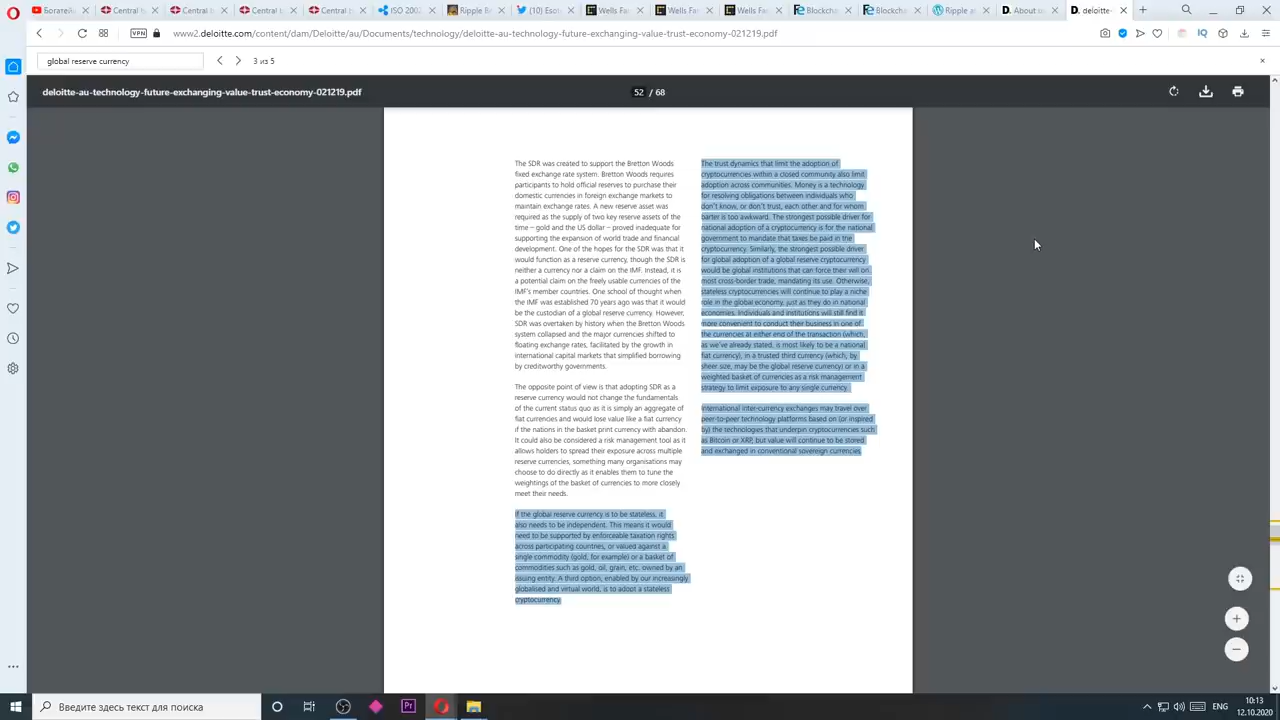 Ботаге
Central b
Central b
Central b
Central b
ISO 2002
Ripple B
(10) Esot
Wells Fa
Wells Fa
Wells Fa
Blockcha
Blockcha
Ripple a
About o
deloitte-
VPN
www2.deloitte.com/content/dam/Deloitte/au/Documents/technology/deloitte-au-technology-future-exchanging-value-trust-economy-021219.pdf
global reserve currency
3 из 5
deloitte-au-technology-future-exchanging-value-trust-economy-021219.pdf
52 / 68
The SDR was created to support the Bretton Woods
fixed exchange rate system. Bretton Woods requires
participants to hold official reserves to purchase their
domestic currencies in foreign exchange markets to
maintain exchange rates. A new reserve asset was
required as the supply of two key reserve assets of the
time – gold and the US dollar – proved inadequate for
supporting the expansion of world trade and financial
development. One of the hopes for the SDR was that it
would function as a reserve currency, though the SDR is
neither a currency nor a claim on the IMF. Instead, it is
a potential claim on the freely usable currencies of the
IMF's member countries. One school of thought when
the IMF was established 70 years ago was that it would
be the custodian of a global reserve currency. However,
SDR was overtaken by history when the Bretton Woods
system collapsed and the major currencies shifted to
floating exchange rates, facilitated by the growth in
international capital markets that simplified borrowing
by creditworthy governments.
The opposite point of view is that adopting SDR as a
reserve currency would not change the fundamentals
of the current status quo as it is simply an aggregate of
fiat currencies and would lose value like a fiat currency
if the nations in the basket print currency with abandon.
It could also be considered a risk management tool as it
allows holders to spread their exposure across multiple
reserve currencies, something many organisations may
choose to do directly as it enables them to tune the
weightings of the basket of currencies to more closely
meet their needs.
If the global reserve currency is to be stateless, it
also needs to be independent. This means it would
need to be supported by enforceable taxation rights
across participating countries, or valued against a
single commodity (gold, for example) or a basket of
commodities such as gold, oil, grain, etc. owned by an
issuing entity. A third option, enabled by our increasingly
globalised and virtual world, is to adopt a stateless
cryptocurrency.
The trust dynamics that limit the adoption of
cryptocurrencies within a closed community also limit
adoption across communities. Money is a technology
for resolving obligations between individuals who
don't know, or don't trust, each other and for whom
barter is too awkward. The strongest possible driver for
national adoption of a cryptocurrency is for the national
government to mandate that taxes be paid in the
cryptocurrency. Similarly, the strongest possible driver
for global adoption of a global reserve cryptocurrency
would be global institutions that can force their will on
most cross-border trade, mandating its use. Otherwise,
stateless cryptocurrencies will continue to play a niche
role in the global economy, just as they do in national
economies. Individuals and institutions will still find it
more convenient to conduct their business in one of
the currencies at either end of the transaction (which,
as we've already stated, is most likely to be a national
fiat currency), in a trusted third currency (which, by
sheer size, may be the global reserve currency) or in a
weighted basket of currencies as a risk management
strategy to limit exposure to any single currency.
International inter-currency exchanges may travel over
peer-to-peer technology platforms based on (or inspired
by) the technologies that underpin cryptocurrencies such
as Bitcoin or XRP, but value will continue to be stored
and exchanged in conventional sovereign currencies.
Введите здесь текст для поиска
Pr
ENG
10:13
12.10.2020